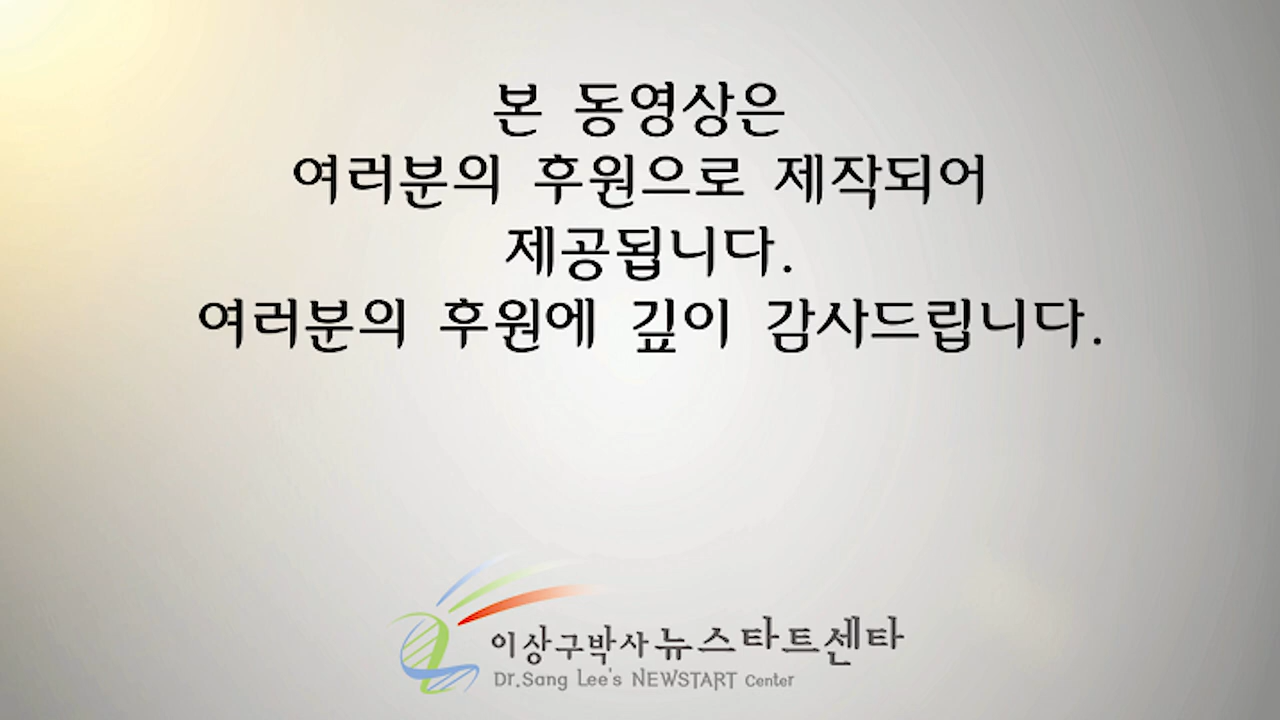 본 동영상은
여러분의 후원으로 제작되어
제공됩니다.
여러분의 후원에 깊이 감사드립니다.
이상구박사 뉴스타트센타
Dr.Sang Lee's NEWSTART Center